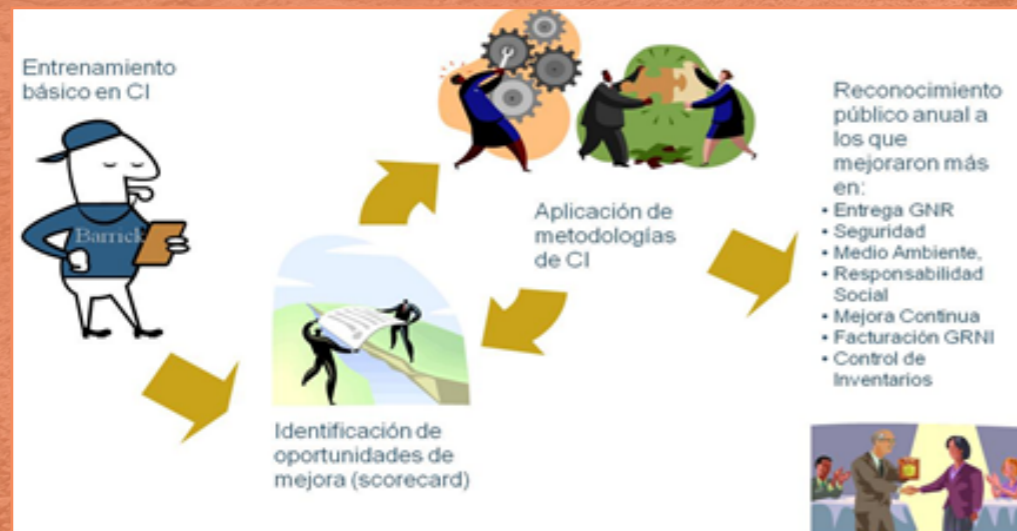 Entrenamiento
básico en CI
Barrick
Identificación de
oportunidades de
mejora (scorecard)
Aplicación de
metodologías
de CI
Reconocimiento
público anual a
los que
mejoraron más
en:
• Entrega GNR
• Seguridad
• Medio Ambiente,
• Responsabilidad
Social
• Mejora Continua
• Facturación GRNI
• Control de
Inventarios